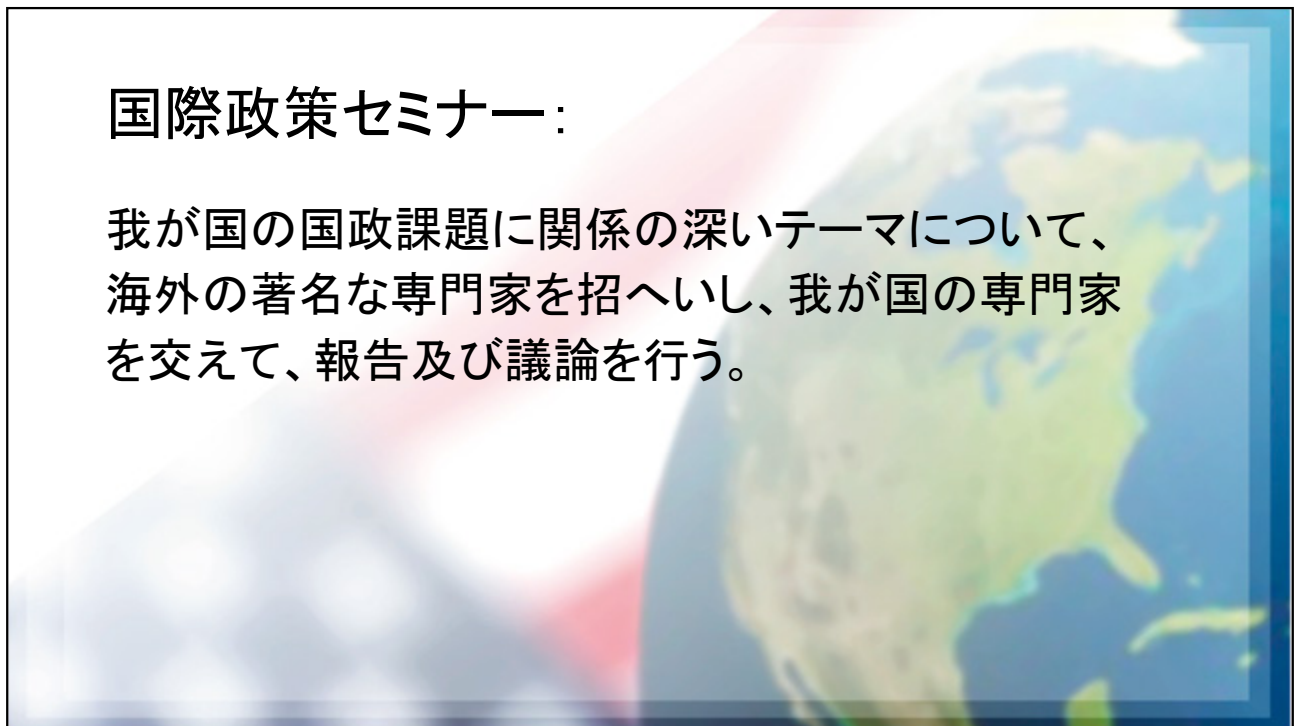 国際政策セミナー：
我が国の国政課題に関係の深いテーマについて、
海外の著名な専門家を招へいし、我が国の専門家
を交えて、報告及び議論を行う。